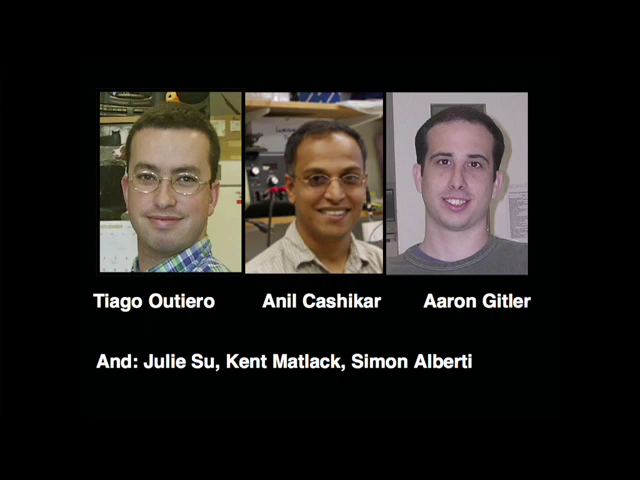 Tiago Outiero Anil Cashikar Aaron Gitler
And: Julie Su, Kent Matlack, Simon Alberti